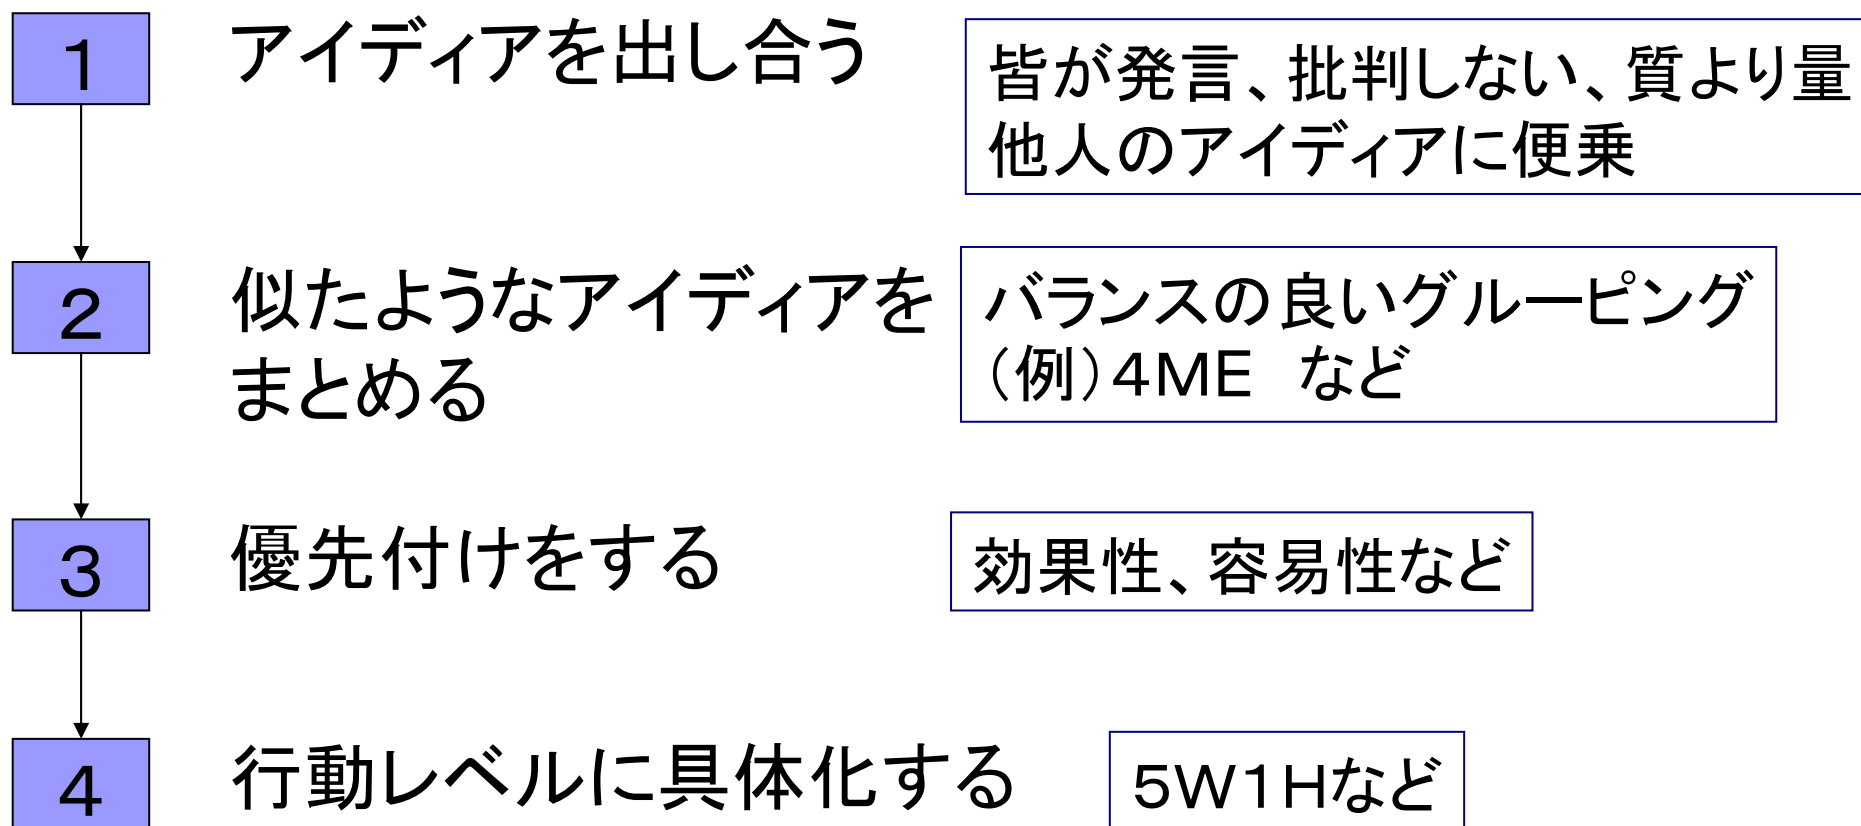 １
アイディアを出し合う
皆が発言、批判しない、質より量
他人のアイディアに便乗
２
似たようなアイディアを
まとめる
バランスの良いグルーピング
（例）４ＭＥ　など
３
優先付けをする
効果性、容易性など
４
行動レベルに具体化する
５Ｗ１Ｈなど